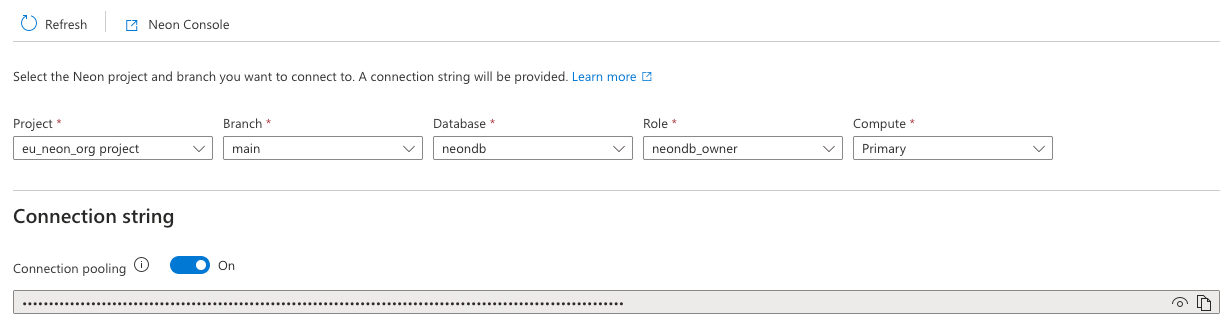 Refresh Neon Console
Select the Neon project and branch you want to connect to. A connection string will be provided. Learn more
Project * Branch * Database * Role * Compute *
eu_neon_org project main neondb neondb_owner Primary
Connection string
Connection pooling On